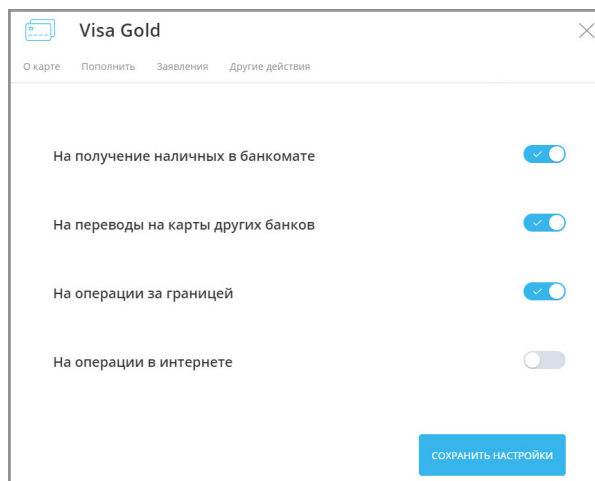 Visa Gold
О карте Пополнить Заявления Другие действия
На получение наличных в банкомате
На переводы на карты других банков
На операции за границей
На операции в интернете
СОХРАНИТЬ НАСТРОЙКИ